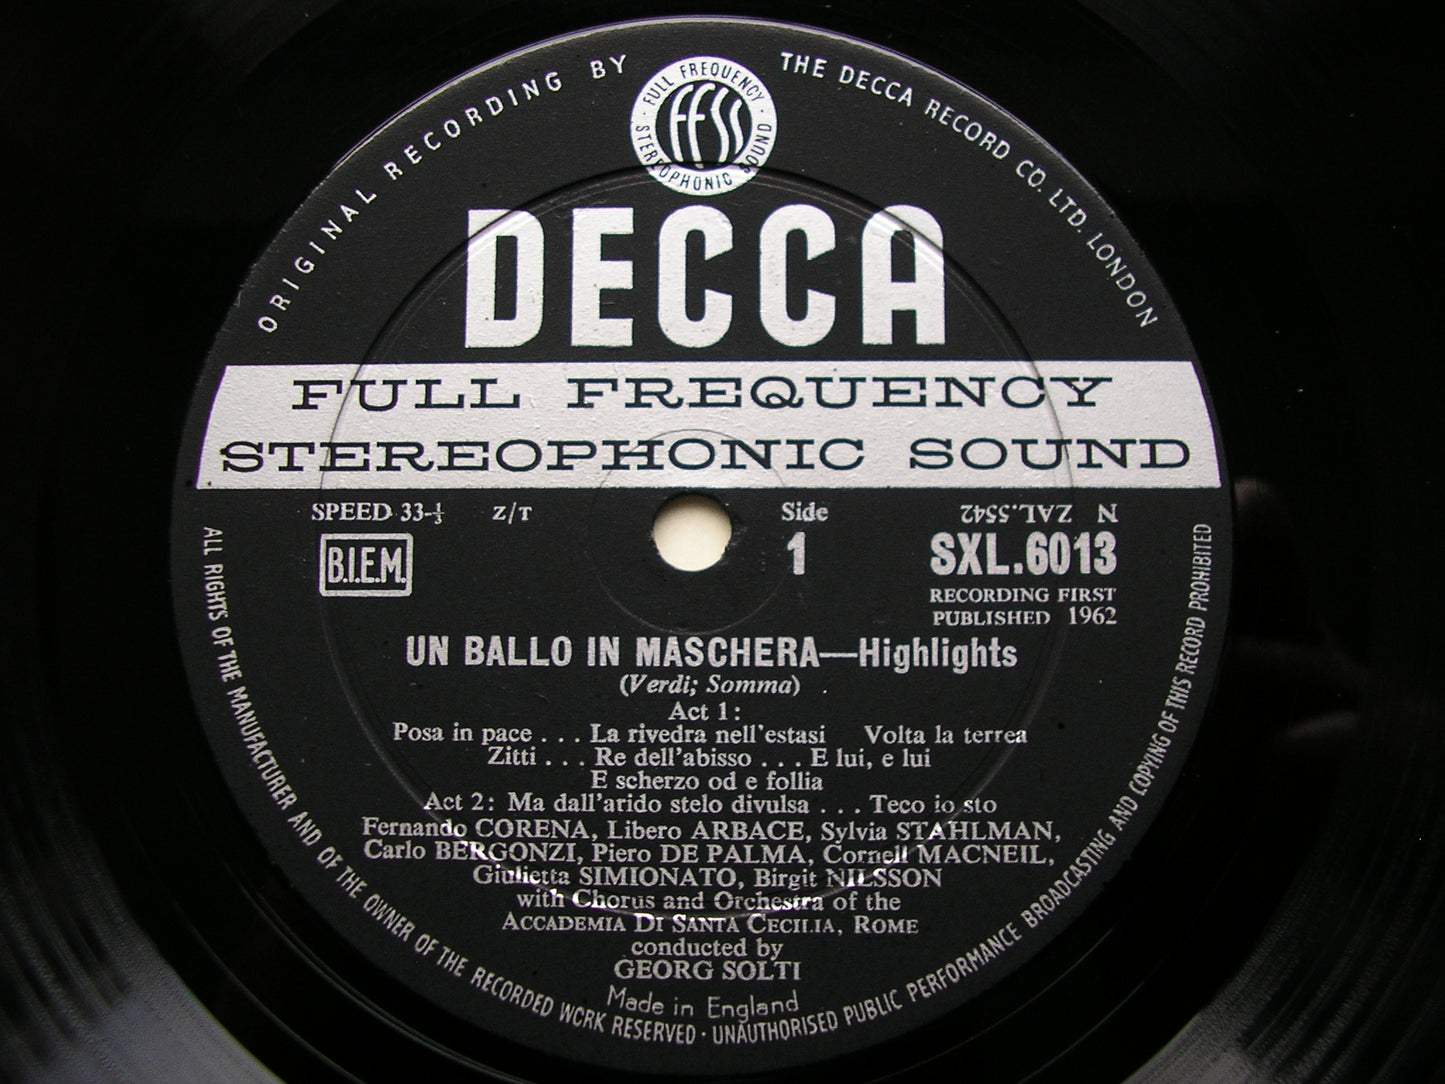 ORIGINAL RECORDING BY
THE DECCA RECORD CO. LTD. LONDON
FULL FREQUENCY
ffss
STEREOPHONIC SOUND
DECCA
FULL FREQUENCY
STEREOPHONIC SOUND
SPEED 33-⅓ Z/T
Side
1
N ZAL.5542
B.I.E.M.
SXL.6013
RECORDING FIRST
PUBLISHED 1962
UN BALLO IN MASCHERA—Highlights
(Verdi; Somma)
Act 1:
Posa in pace . . . La rivedra nell'estasi Volta la terrea
Zitti . . . Re dell'abisso . . . E lui, e lui
E scherzo od e follia
Act 2: Ma dall'arido stelo divulsa . . . Teco io sto
Fernando CORENA, Libero ARBACE, Sylvia STAHLMAN,
Carlo BERGONZI, Piero DE PALMA, Cornell MACNEIL,
Giulietta SIMIONATO, Birgit NILSSON
with Chorus and Orchestra of the
ACCADEMIA DI SANTA CECILIA, ROME
conducted by
GEORG SOLTI
Made in England
ALL RIGHTS OF THE MANUFACTURER AND OF THE OWNER OF THE RECORDED WORK RESERVED · UNAUTHORISED PUBLIC PERFORMANCE BROADCASTING AND COPYING OF THIS RECORD PROHIBITED